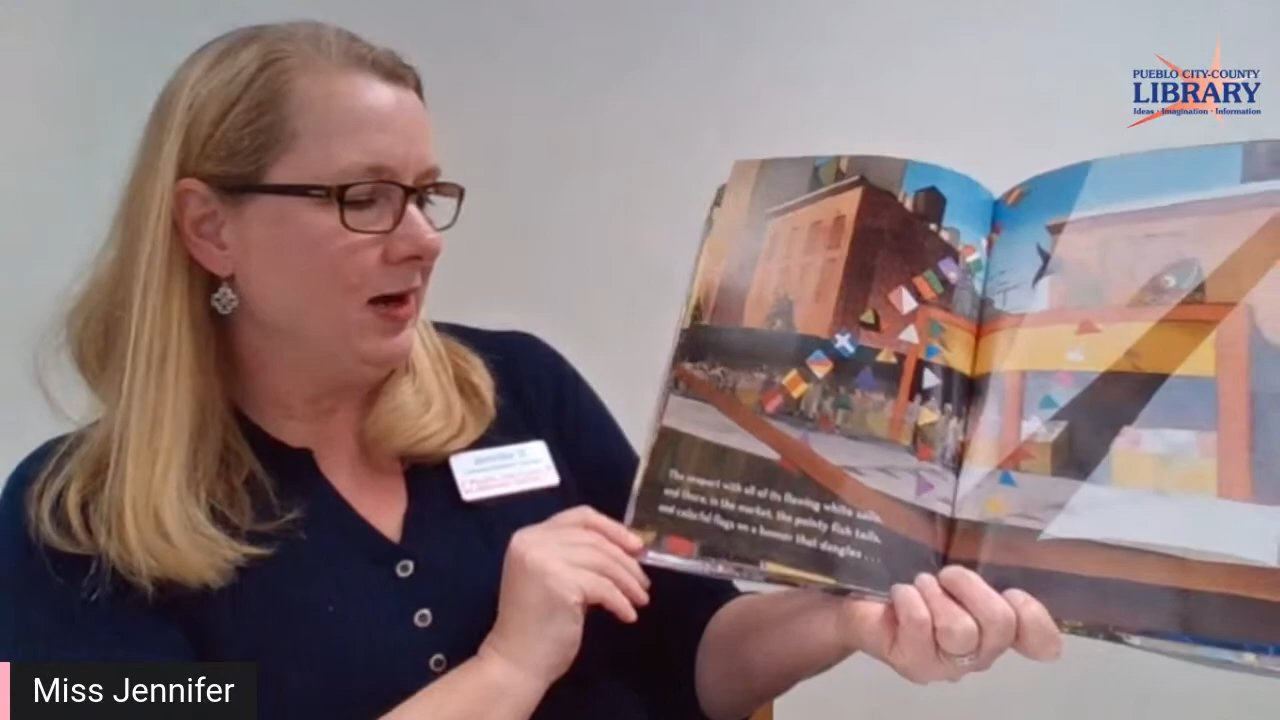 PUEBLO CITY-COUNTY
LIBRARY
Ideas · Imagination · Information
Jennifer
The seaport with all of its flowing white sails,
and there, in the market, the pointy fish tails,
and colorful flags on a banner that dangles . . .
Miss Jennifer